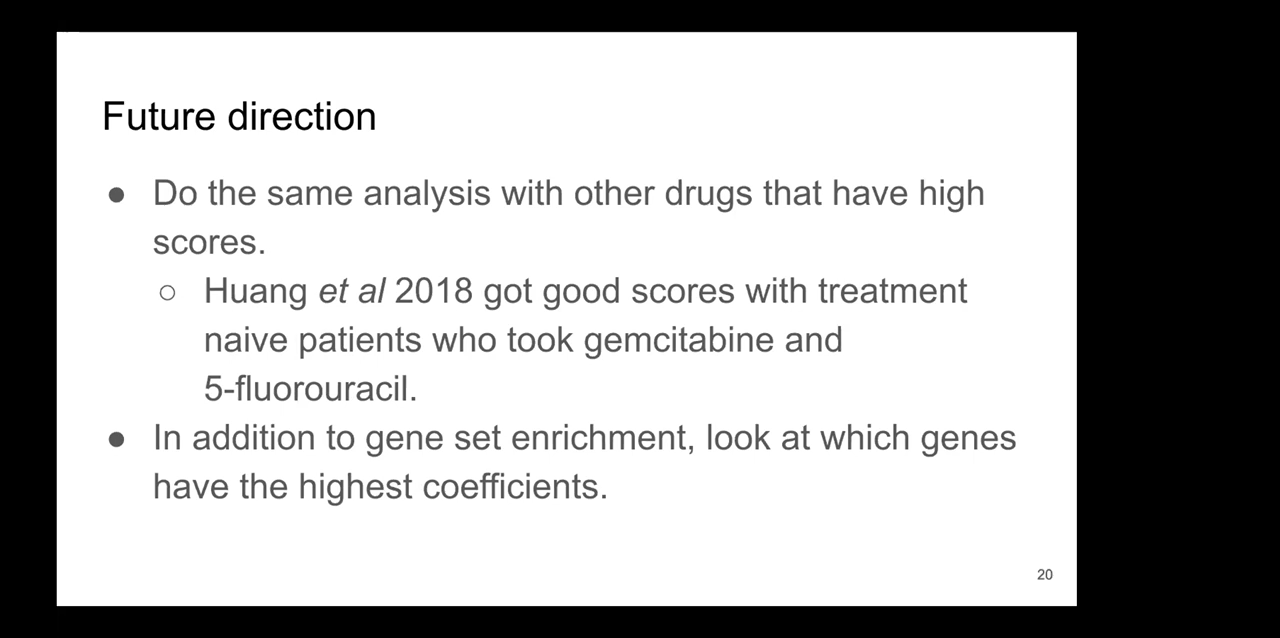 Future direction
● Do the same analysis with other drugs that have high
scores.
○ Huang et al 2018 got good scores with treatment
naive patients who took gemcitabine and
5-fluorouracil.
● In addition to gene set enrichment, look at which genes
have the highest coefficients.
20